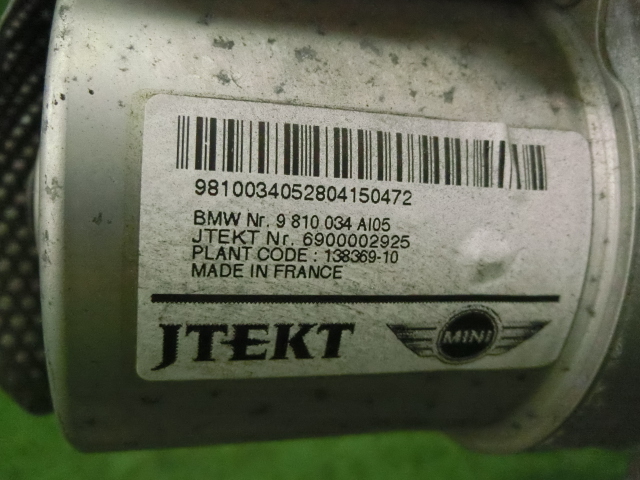 9810034052804150472
BMW Nr. 9 810 034 AI05
JTEKT Nr. 6900002925
PLANT CODE : 138369-10
MADE IN FRANCE
JTEKT
MINI